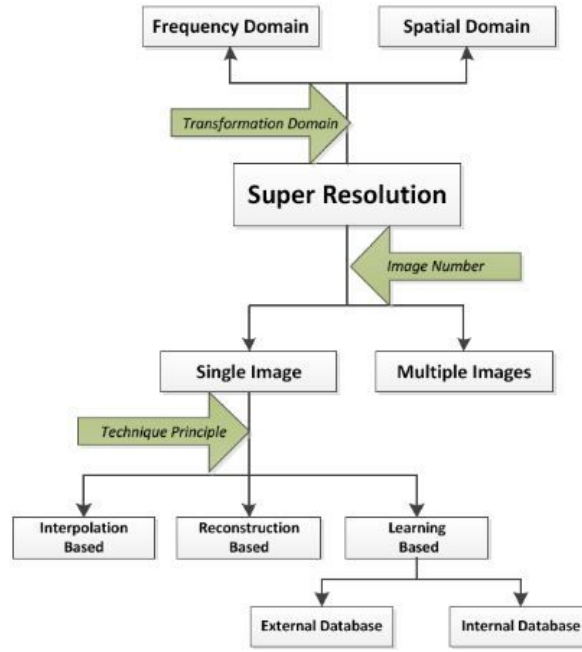 Frequency Domain
Spatial Domain
Transformation Domain
Super Resolution
Image Number
Single Image
Multiple Images
Technique Principle
Interpolation
Based
Reconstruction
Based
Learning
Based
External Database
Internal Database